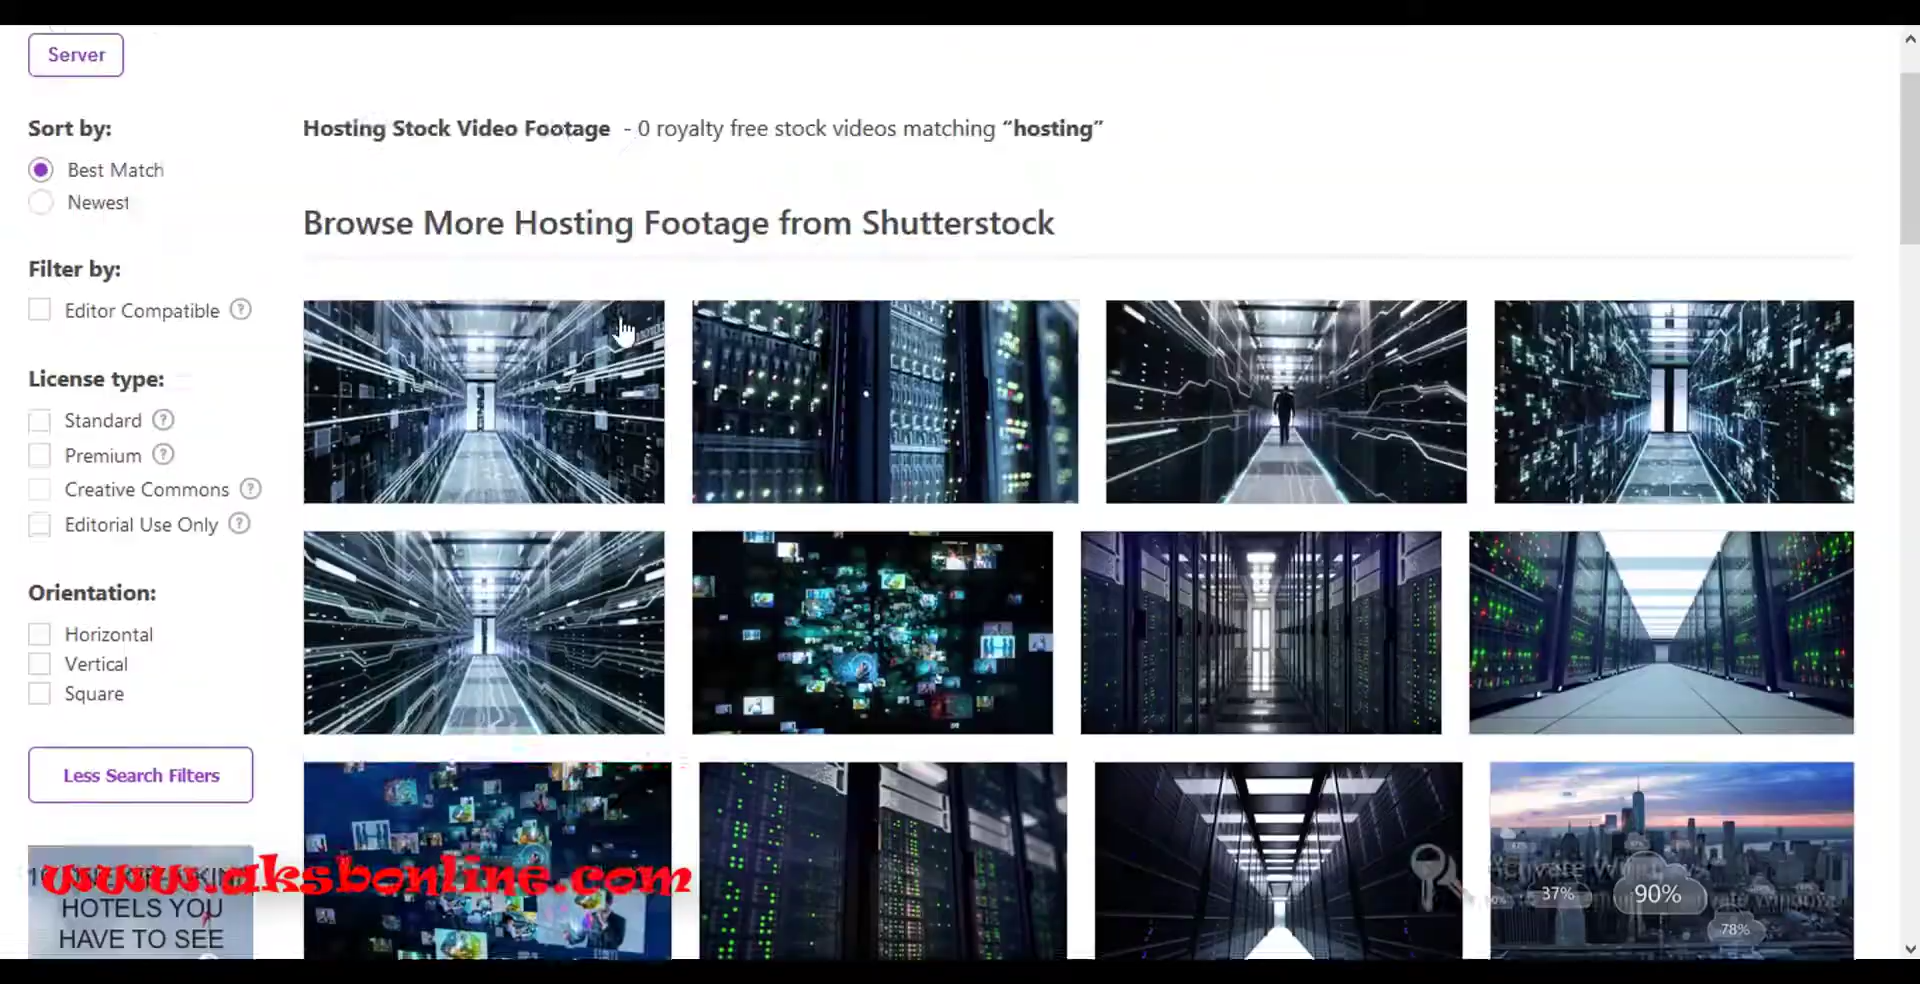 Server
Sort by:
Hosting Stock Video Footage - 0 royalty free stock videos matching “hosting”
Best Match
Newest
Browse More Hosting Footage from Shutterstock
Filter by:
Editor Compatible ?
License type:
Standard ?
Premium ?
Creative Commons ?
Editorial Use Only ?
Orientation:
Horizontal
Vertical
Square
Less Search Filters
www.aksbonline.com
HOTELS YOU
HAVE TO SEE
37%
90%
78%